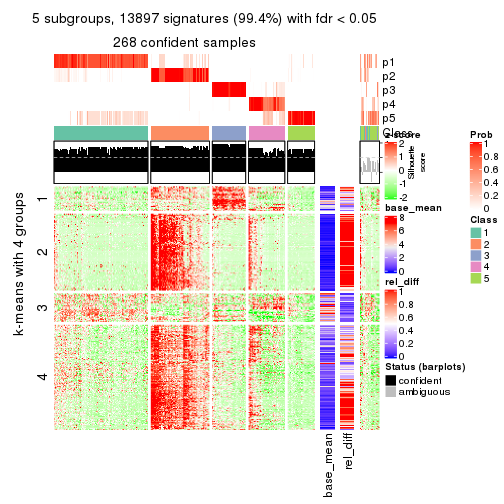 5 subgroups, 13897 signatures (99.4%) with fdr < 0.05
268 confident samples
p1
p2
p3
p4
p5
Class
Silhouette
score
1
2
3
4
k-means with 4 groups
base_mean
rel_diff
z-score
2
1
0
-1
-2
base_mean
8
6
4
2
0
rel_diff
1
0.8
0.6
0.4
0.2
0
Status (barplots)
confident
ambiguous
Prob
1
0.8
0.6
0.4
0.2
0
Class
1
2
3
4
5